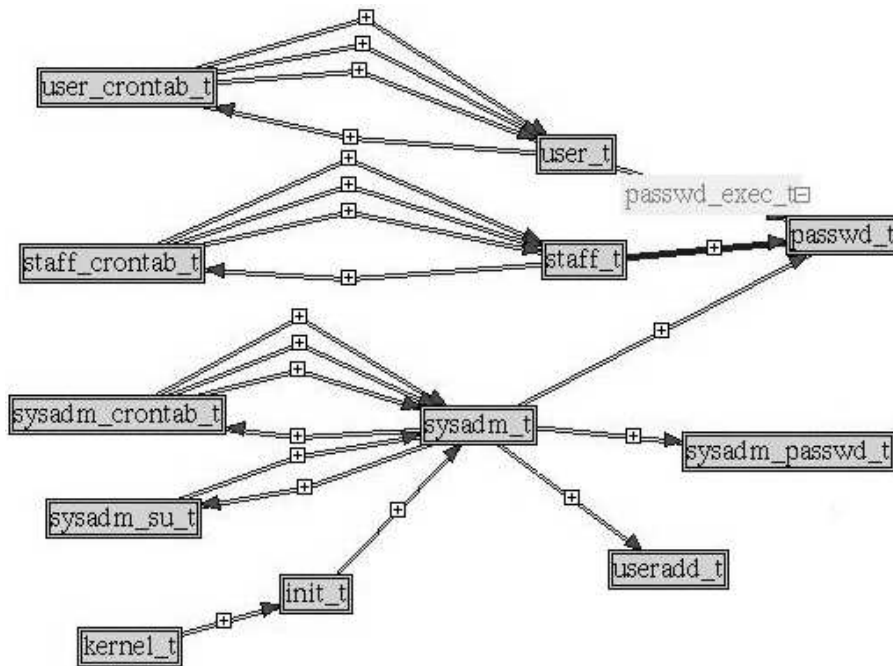 user_crontab_t
user_t
passwd_exec_t
passwd_t
staff_crontab_t
staff_t
sysadm_crontab_t
sysadm_t
sysadm_passwd_t
sysadm_su_t
useradd_t
init_t
kernel_t